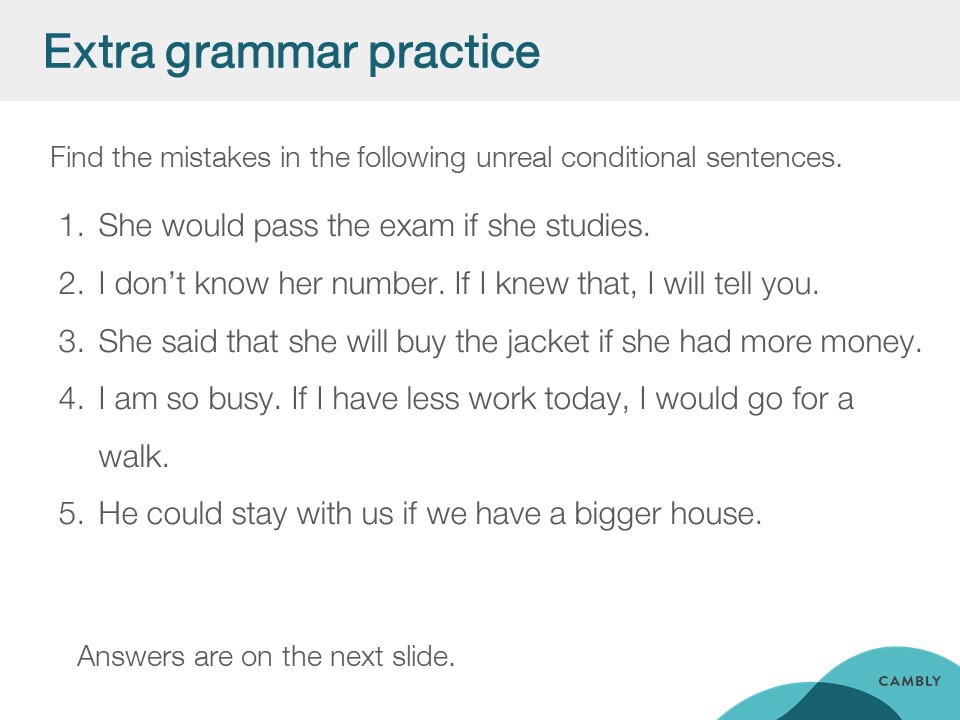 Extra grammar practice
Find the mistakes in the following unreal conditional sentences.
1. She would pass the exam if she studies.
2. I don’t know her number. If I knew that, I will tell you.
3. She said that she will buy the jacket if she had more money.
4. I am so busy. If I have less work today, I would go for a
walk.
5. He could stay with us if we have a bigger house.
Answers are on the next slide.
CAMBLY